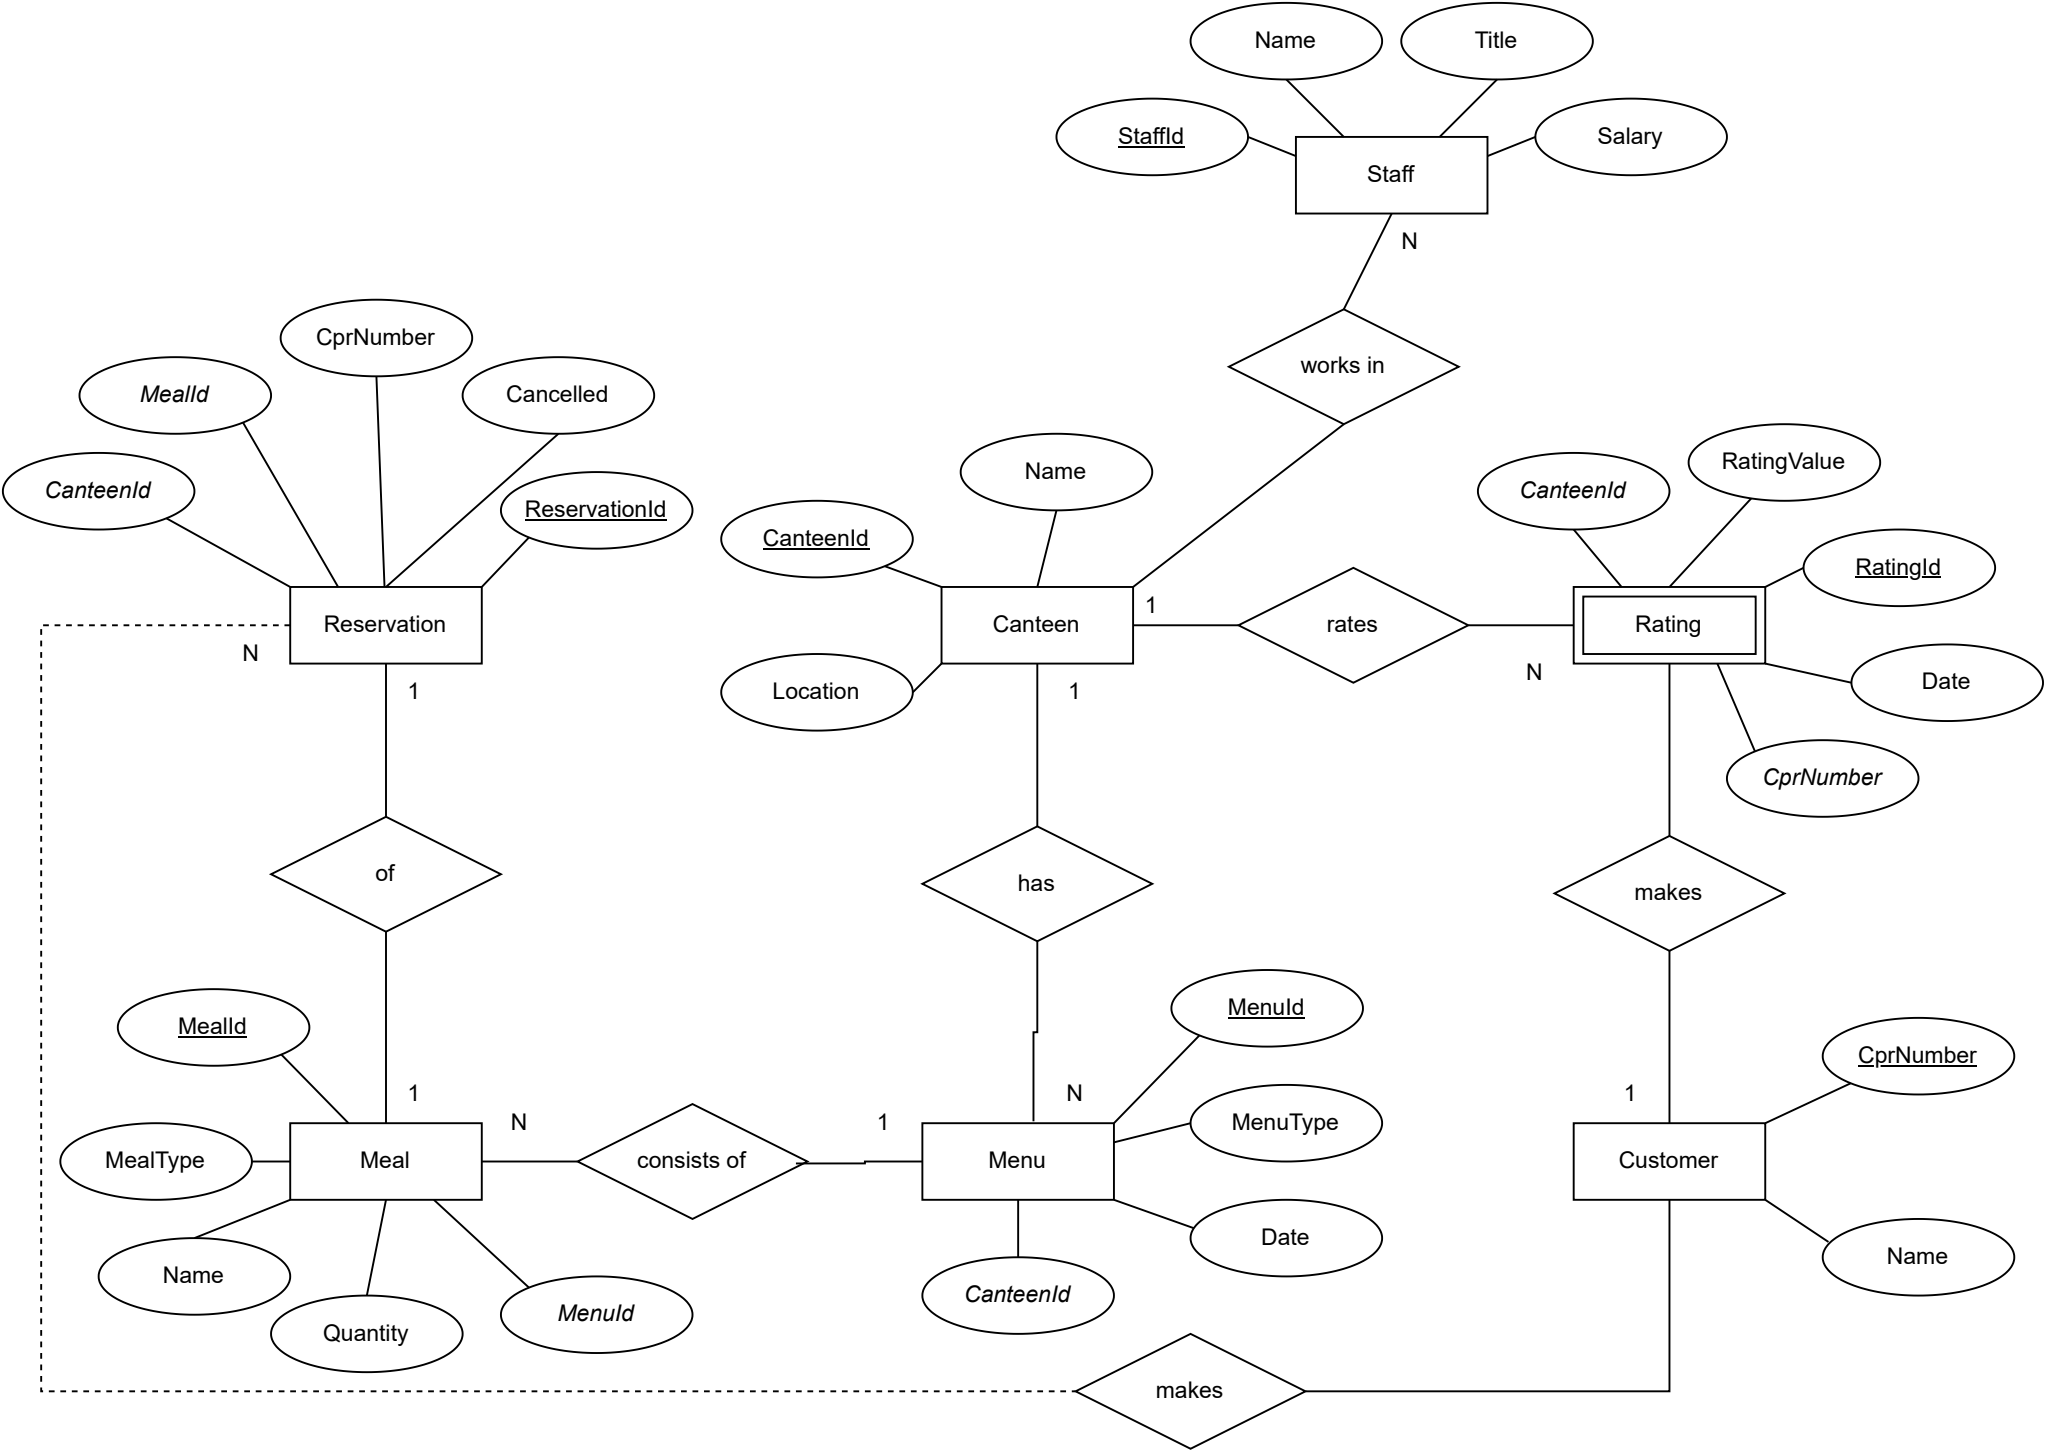 Name
Title
StaffId
Salary
Staff
N
CprNumber
works in
MealId
Cancelled
RatingValue
Name
CanteenId
CanteenId
ReservationId
CanteenId
RatingId
1
Reservation
Canteen
rates
Rating
N
N
Date
1
Location
1
CprNumber
of
has
makes
MenuId
MealId
CprNumber
1
N
1
N
1
MenuType
MealType
Meal
consists of
Menu
Customer
Date
Name
Name
CanteenId
MenuId
Quantity
makes